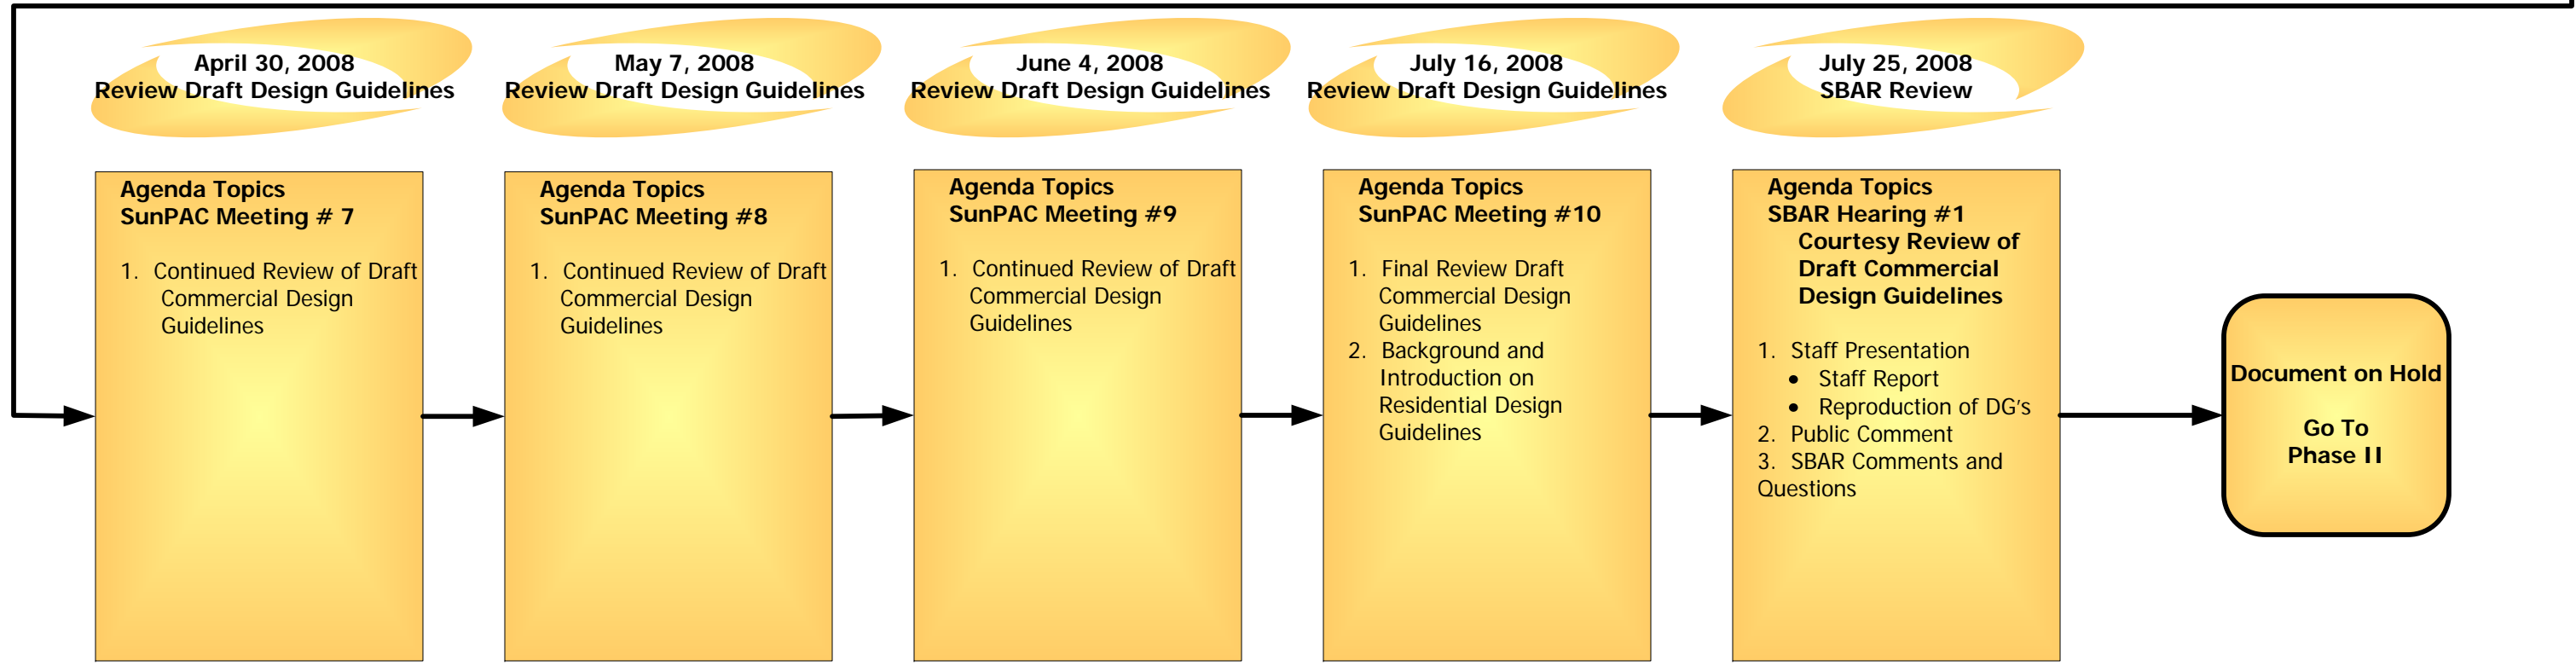 April 30, 2008
Review Draft Design Guidelines
May 7, 2008
Review Draft Design Guidelines
June 4, 2008
Review Draft Design Guidelines
July 16, 2008
Review Draft Design Guidelines
July 25, 2008
SBAR Review
Agenda Topics
SunPAC Meeting # 7
1. Continued Review of Draft
Commercial Design
Guidelines
Agenda Topics
SunPAC Meeting #8
1. Continued Review of Draft
Commercial Design
Guidelines
Agenda Topics
SunPAC Meeting #9
1. Continued Review of Draft
Commercial Design
Guidelines
Agenda Topics
SunPAC Meeting #10
1. Final Review Draft
Commercial Design
Guidelines
2. Background and
Introduction on
Residential Design
Guidelines
Agenda Topics
SBAR Hearing #1
Courtesy Review of
Draft Commercial
Design Guidelines
1. Staff Presentation
• Staff Report
• Reproduction of DG's
2. Public Comment
3. SBAR Comments and
Questions
Document on Hold
Go To
Phase II